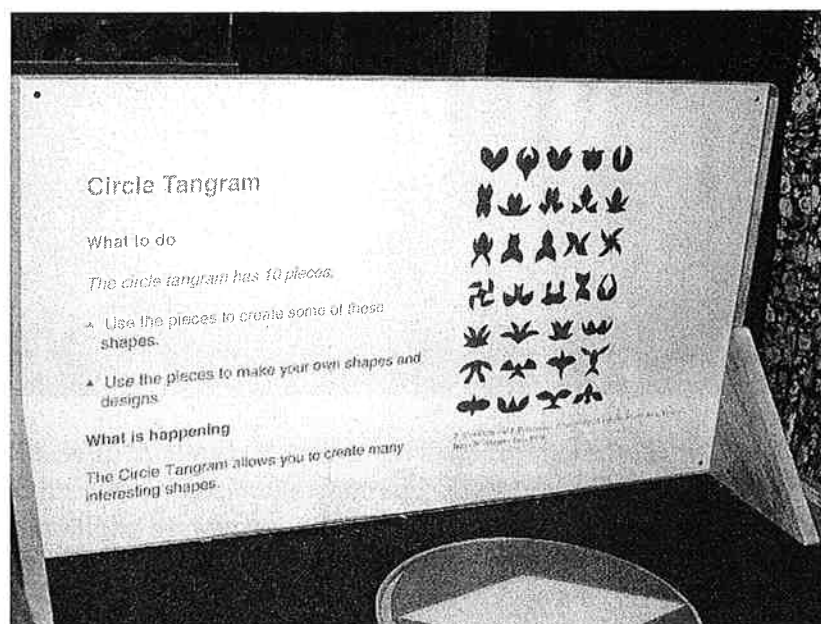 Circle Tangram
What to do
The circle tangram has 10 pieces.
Use the pieces to create some of these
shapes.
Use the pieces to make your own shapes and
designs
What is happening
The Circle Tangram allows you to create many
interesting shapes.